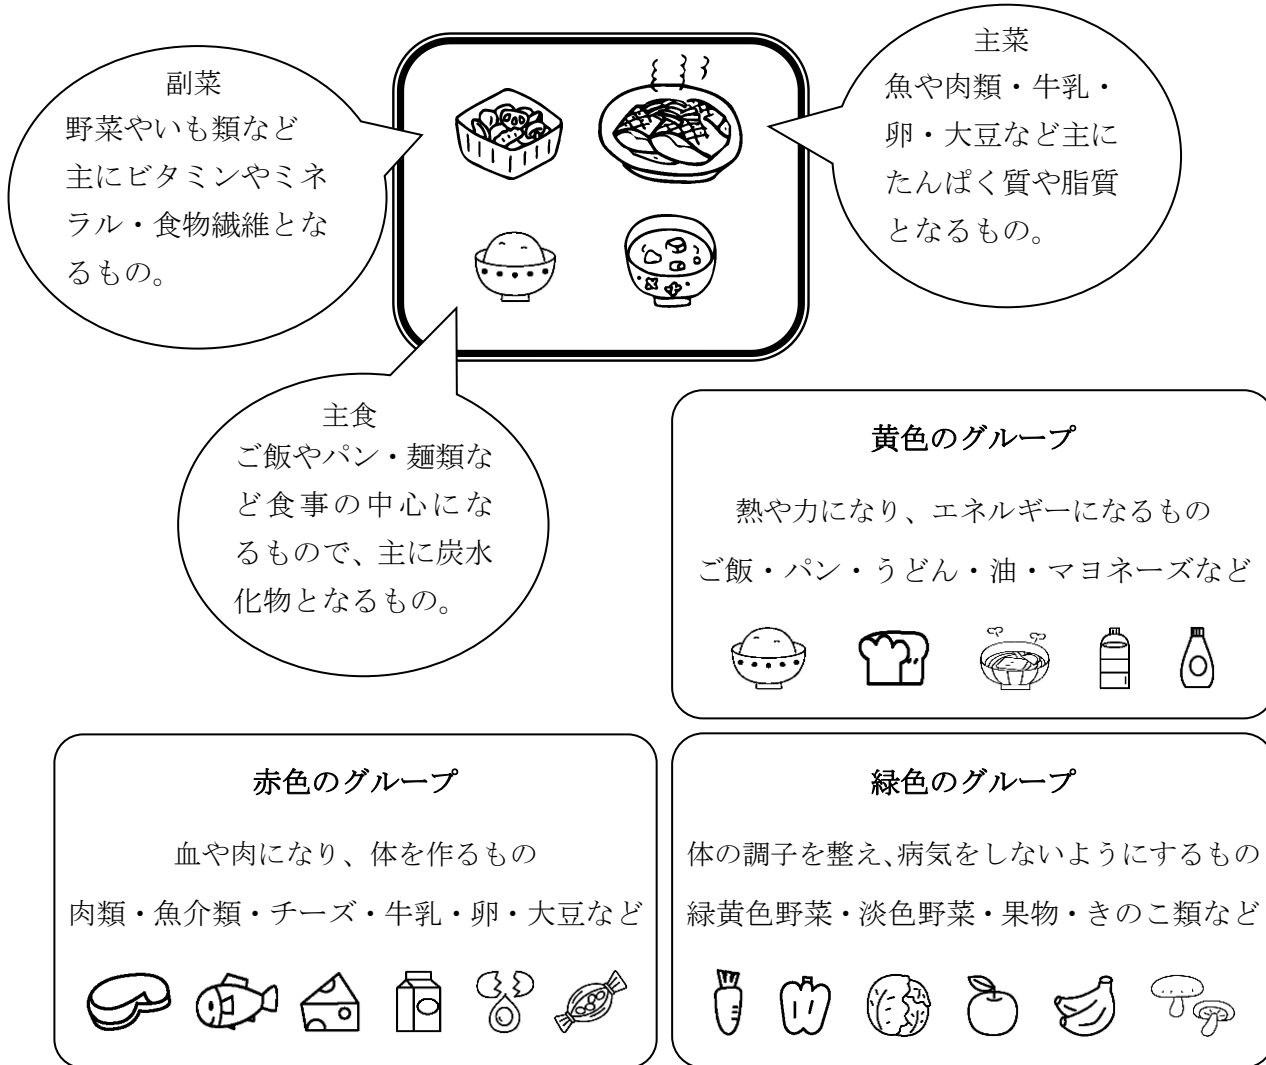 副菜
野菜やいも類など
主にビタミンやミネ
ラル・食物繊維とな
るもの。
主菜
魚や肉類・牛乳・
卵・大豆など主に
たんぱく質や脂質
となるもの。
主食
ご飯やパン・麺類な
ど食事の中心にな
るもので、主に炭水
化物となるもの。
黄色のグループ
熱や力になり、エネルギーになるもの
ご飯・パン・うどん・油・マヨネーズなど
赤色のグループ
血や肉になり、体を作るもの
肉類・魚介類・チーズ・牛乳・卵・大豆など
緑色のグループ
体の調子を整え、病気をしないようにするもの
緑黄色野菜・淡色野菜・果物・きのこ類など